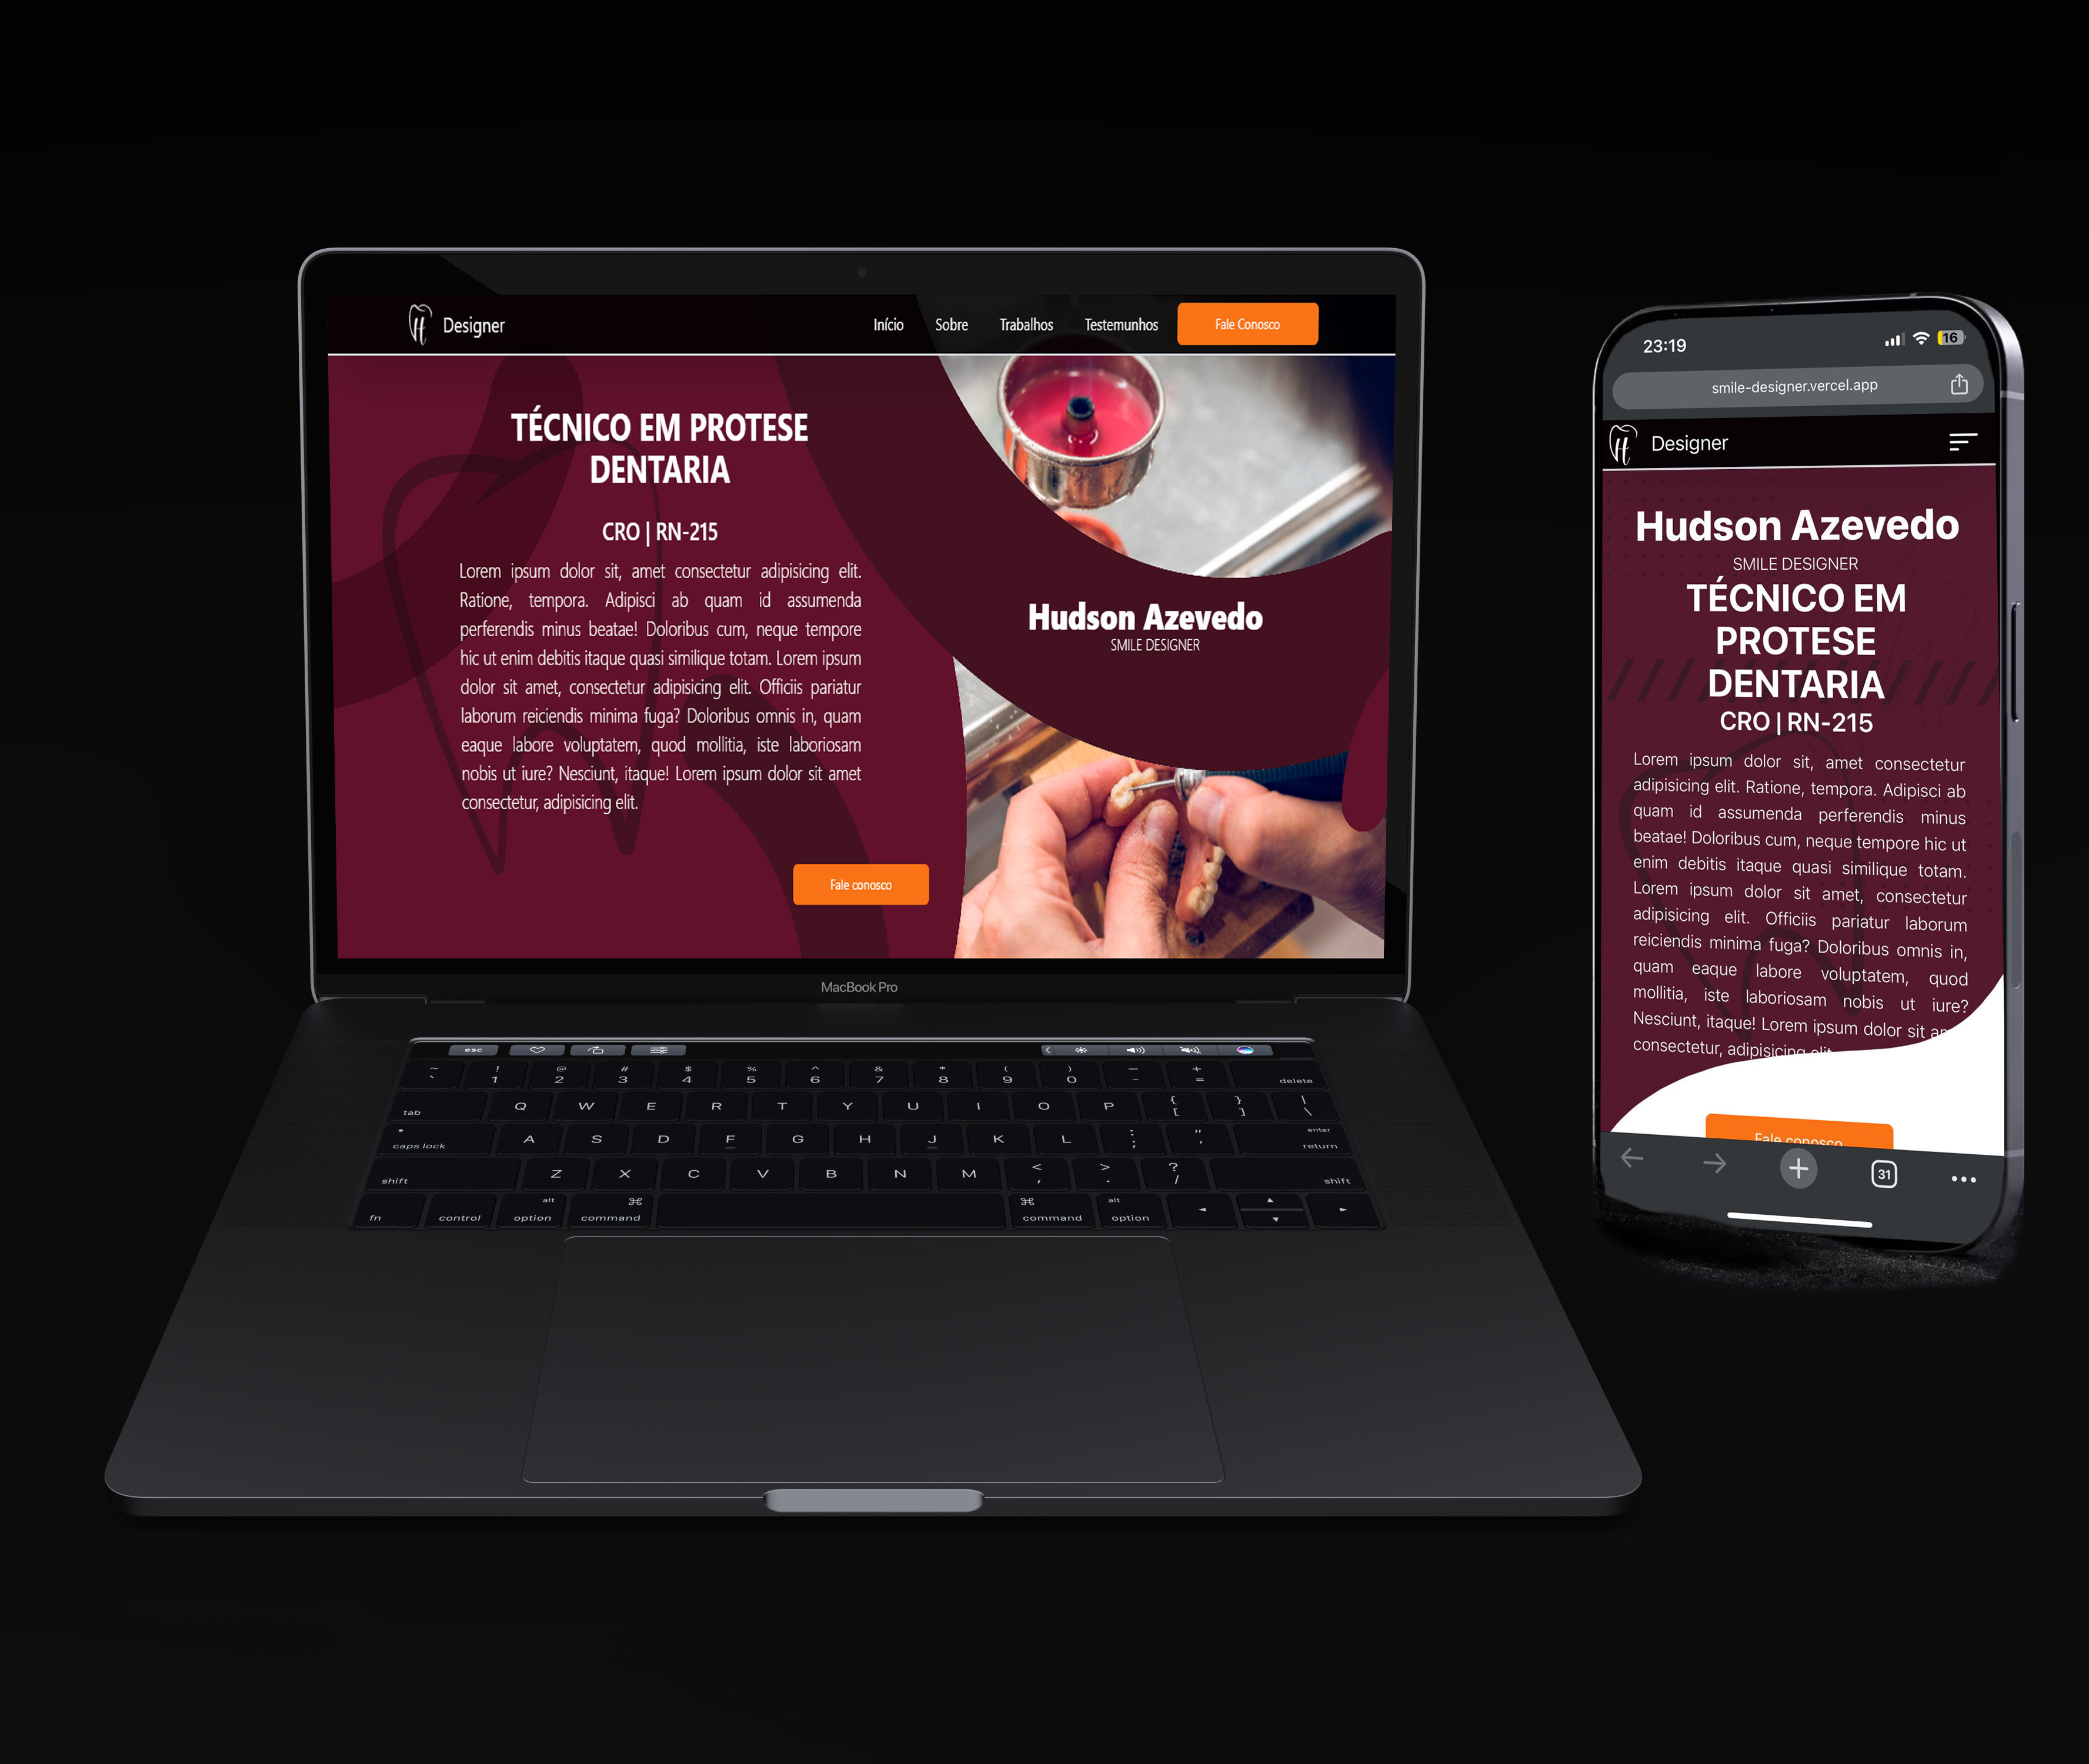 Designer
Início Sobre Trabalhos Testemunhos Fale Conosco
TÉCNICO EM PROTESE
DENTARIA
CRO | RN-215
Lorem ipsum dolor sit, amet consectetur adipisicing elit.
Ratione, tempora. Adipisci ab quam id assumenda
perferendis minus beatae! Doloribus cum, neque tempore
hic ut enim debitis itaque quasi similique totam. Lorem ipsum
dolor sit amet, consectetur adipisicing elit. Officiis pariatur
laborum reiciendis minima fuga? Doloribus omnis in, quam
eaque labore voluptatem, quod mollitia, iste laboriosam
nobis ut iure? Nesciunt, itaque! Lorem ipsum dolor sit amet
consectetur, adipisicing elit.
Fale conosco
Hudson Azevedo
SMILE DESIGNER
MacBook Pro
esc
~ ! @ # $ % ^ & * ( ) — +
` 1 2 3 4 5 6 7 8 9 0 - = delete
tab Q W E R T Y U I O P { [ } ] | \
caps lock A S D F G H J K L : ; " ' enter return
shift Z X C V B N M < , > . ? / shift
fn control alt option ⌘ command ⌘ command alt option
23:19 16
smile-designer.vercel.app
Designer
Hudson Azevedo
SMILE DESIGNER
TÉCNICO EM
PROTESE
DENTARIA
CRO | RN-215
Lorem ipsum dolor sit, amet consectetur
adipisicing elit. Ratione, tempora. Adipisci ab
quam id assumenda perferendis minus
beatae! Doloribus cum, neque tempore hic ut
enim debitis itaque quasi similique totam.
Lorem ipsum dolor sit amet, consectetur
adipisicing elit. Officiis pariatur laborum
reiciendis minima fuga? Doloribus omnis in,
quam eaque labore voluptatem, quod
mollitia, iste laboriosam nobis ut iure?
Nesciunt, itaque! Lorem ipsum dolor sit
consectetur, adipisicing elit.
Fale conosco
31